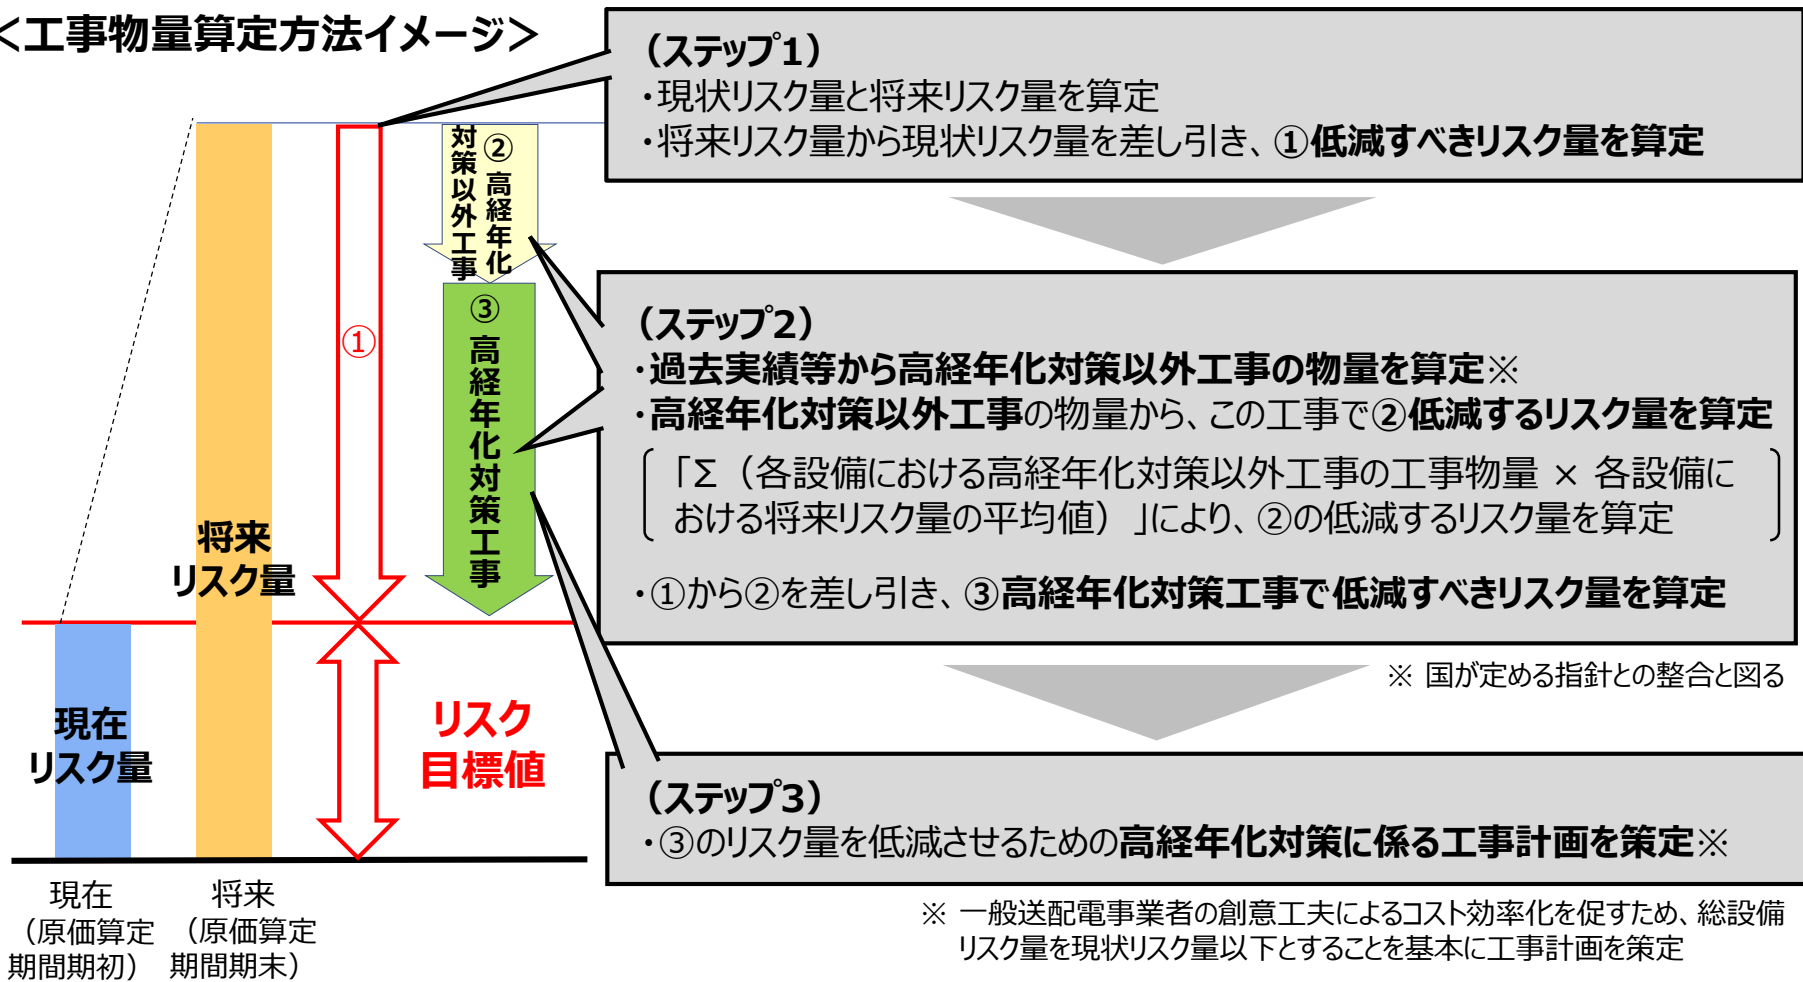 ＜工事物量算定方法イメージ＞
（ステップ1）
・現状リスク量と将来リスク量を算定
・将来リスク量から現状リスク量を差し引き、①低減すべきリスク量を算定
②高経年化
対策以外工事
①
③高経年化対策工事
将来
リスク量
現在
リスク量
リスク
目標値
（ステップ2）
・過去実績等から高経年化対策以外工事の物量を算定※
・高経年化対策以外工事の物量から、この工事で②低減するリスク量を算定
「Σ（各設備における高経年化対策以外工事の工事物量 × 各設備に
おける将来リスク量の平均値）」により、②の低減するリスク量を算定
・①から②を差し引き、③高経年化対策工事で低減すべきリスク量を算定
※ 国が定める指針との整合と図る
（ステップ3）
・③のリスク量を低減させるための高経年化対策に係る工事計画を策定※
※ 一般送配電事業者の創意工夫によるコスト効率化を促すため、総設備
リスク量を現状リスク量以下とすることを基本に工事計画を策定
現在
（原価算定
期間期初）
将来
（原価算定
期間期末）